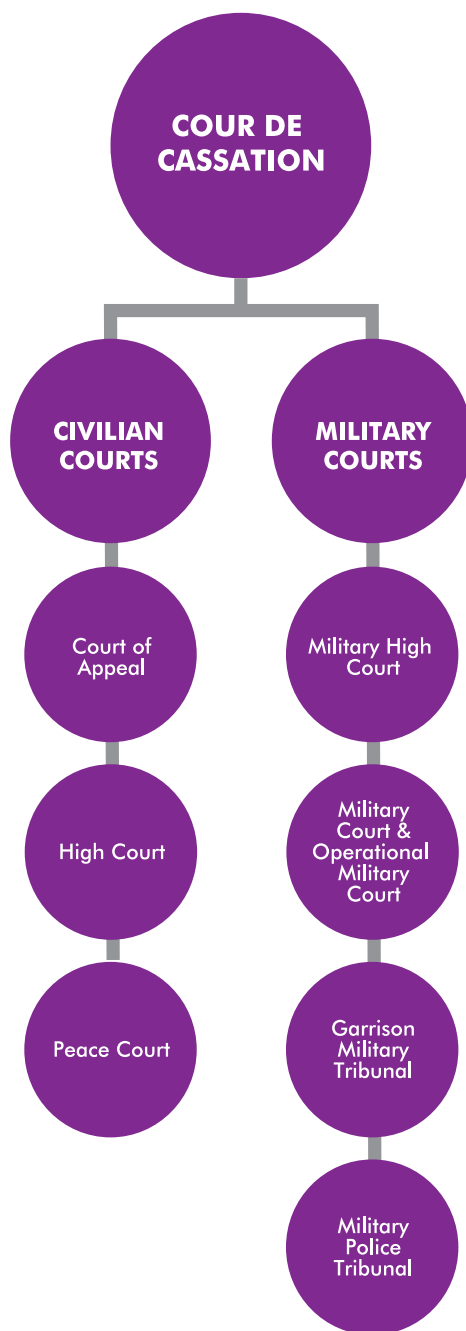 COUR DE
CASSATION
CIVILIAN
COURTS
Court of
Appeal
High Court
Peace Court
MILITARY
COURTS
Military High
Court
Military
Court &
Operational
Military
Court
Garrison
Military
Tribunal
Military
Police
Tribunal